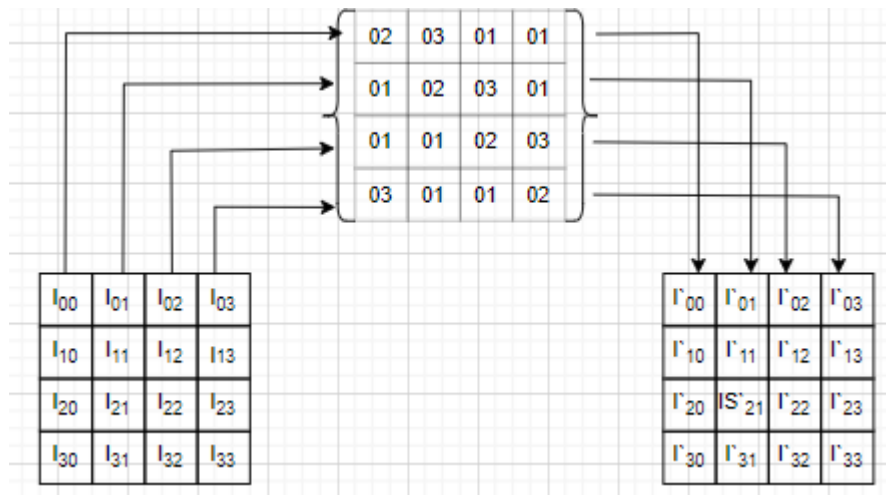 02 03 01 01
01 02 03 01
01 01 02 03
03 01 01 02
I00 I01 I02 I03 I`00 I`01 I`02 I`03
I10 I11 I12 I13 I`10 I`11 I`12 I`13
I20 I21 I22 I23 I`20 IS`21 I`22 I`23
I30 I31 I32 I33 I`30 I`31 I`32 I`33